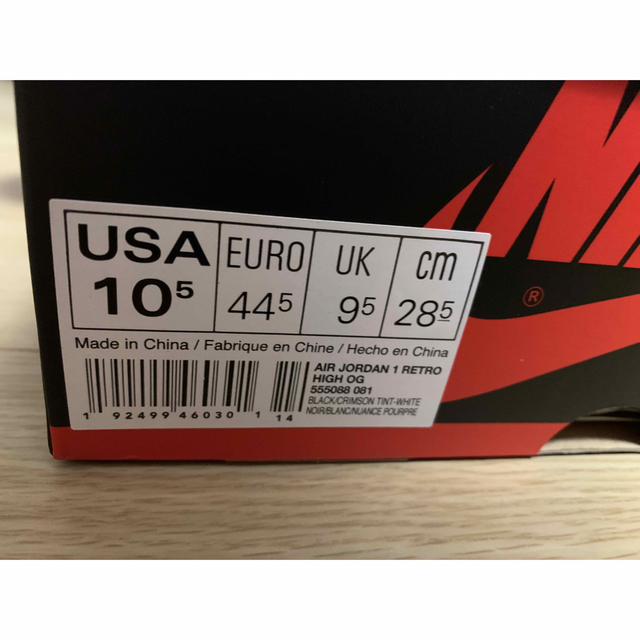 NIKE
®
USA EURO UK cm
10⁵ 44⁵ 9⁵ 28⁵
Made in China / Fabrique en Chine / Hecho en China
AIR JORDAN 1 RETRO
HIGH OG
555088 081
BLACK/CRIMSON TINT-WHITE
NOIR/BLANC/NUANCE POURPRE
1 92499 46030 1 14